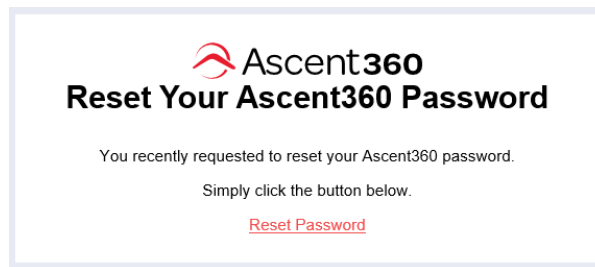 Ascent360
Reset Your Ascent360 Password
You recently requested to reset your Ascent360 password.
Simply click the button below.
Reset Password